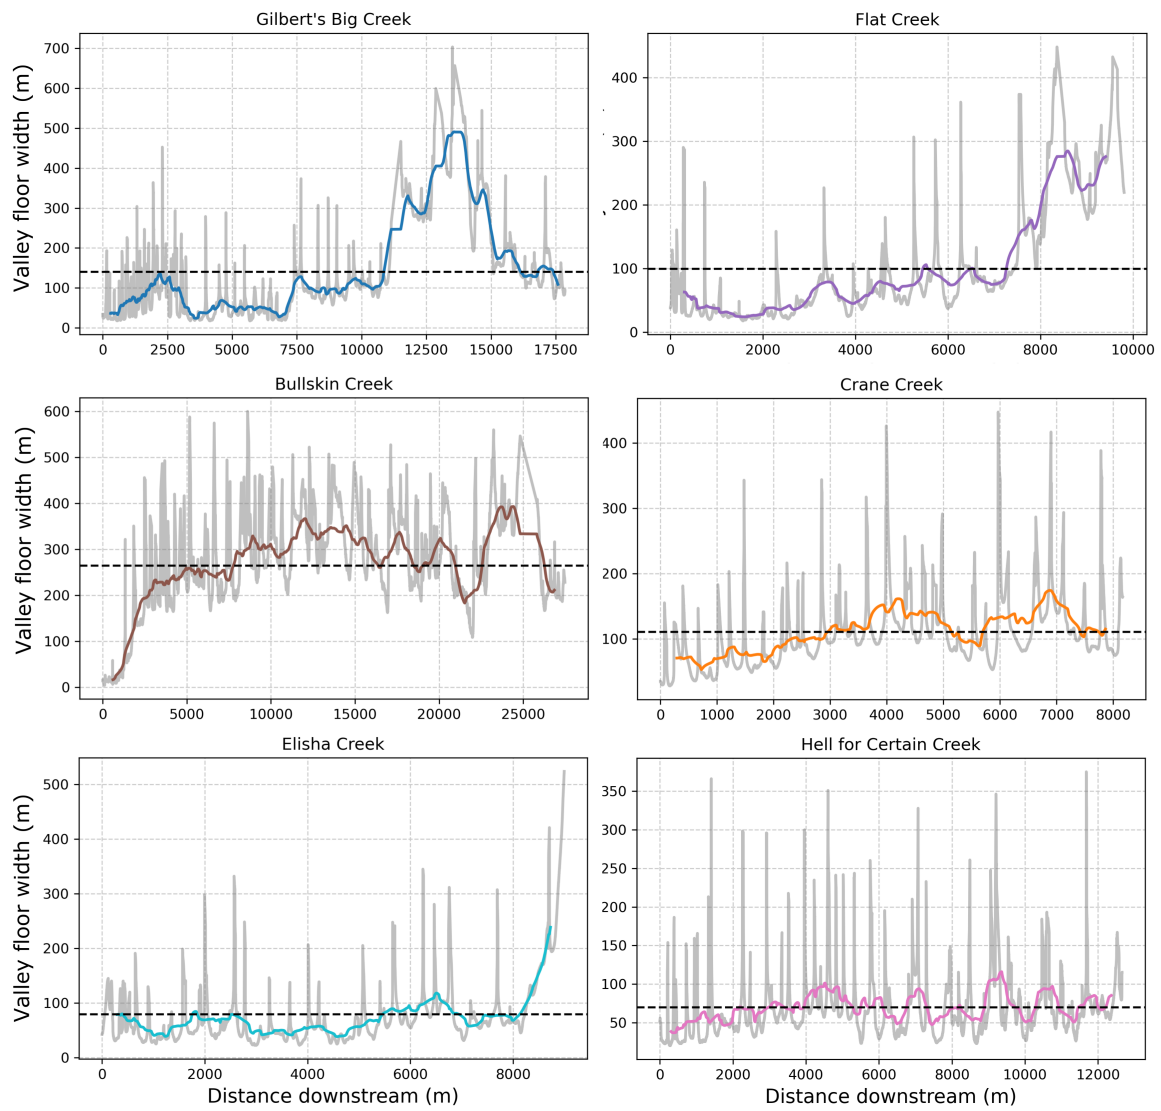 Gilbert's Big Creek
Valley floor width (m)
700
600
500
400
300
200
100
0
0 2500 5000 7500 10000 12500 15000 17500
Flat Creek
400
300
200
100
0
0 2000 4000 6000 8000 10000
Bullskin Creek
Valley floor width (m)
600
500
400
300
200
100
0
0 5000 10000 15000 20000 25000
Crane Creek
400
300
200
100
0 1000 2000 3000 4000 5000 6000 7000 8000
Elisha Creek
Valley floor width (m)
500
400
300
200
100
0
0 2000 4000 6000 8000
Distance downstream (m)
Hell for Certain Creek
350
300
250
200
150
100
50
0 2000 4000 6000 8000 10000 12000
Distance downstream (m)